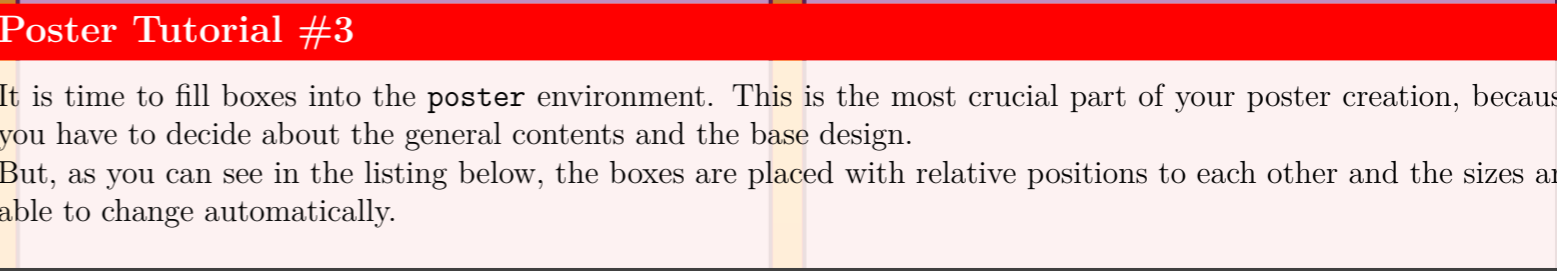 Poster Tutorial #3
It is time to fill boxes into the poster environment. This is the most crucial part of your poster creation, becaus
you have to decide about the general contents and the base design.
But, as you can see in the listing below, the boxes are placed with relative positions to each other and the sizes ar
able to change automatically.